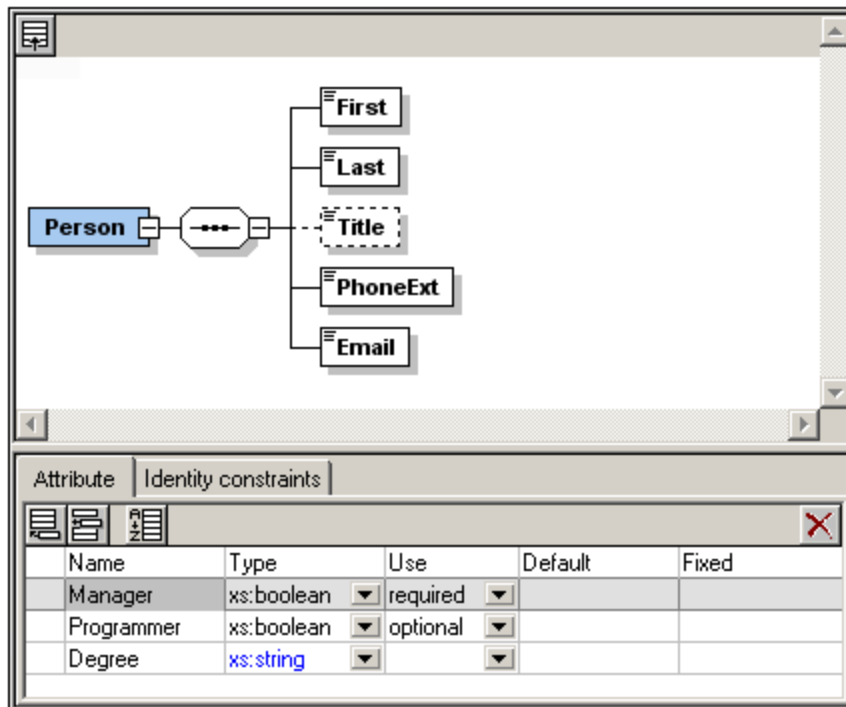 First
Last
Person
Title
PhoneExt
Email
Attribute Identity constraints
Name Type Use Default Fixed
Manager xs:boolean required
Programmer xs:boolean optional
Degree xs:string